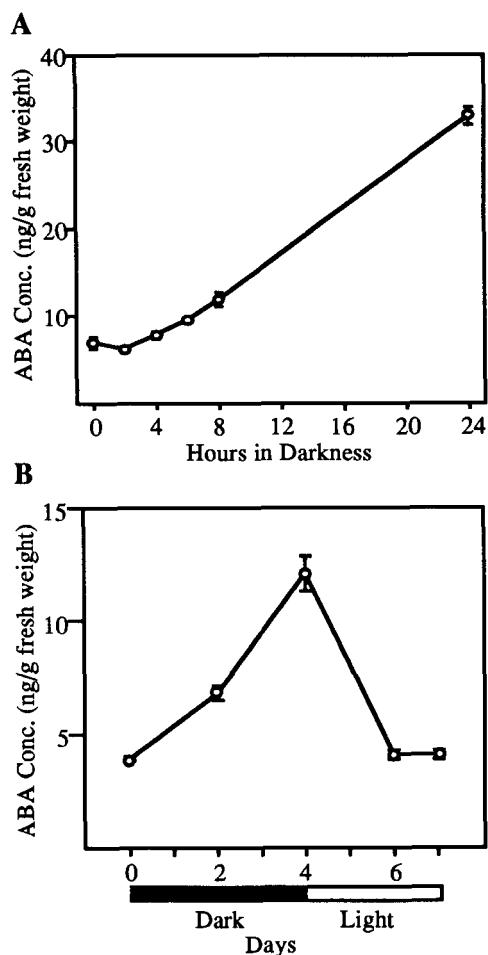 A
ABA Conc. (ng/g fresh weight)
40
30
20
10
0 4 8 12 16 20 24
Hours in Darkness
B
ABA Conc. (ng/g fresh weight)
15
10
5
0 2 4 6
Dark Light
Days